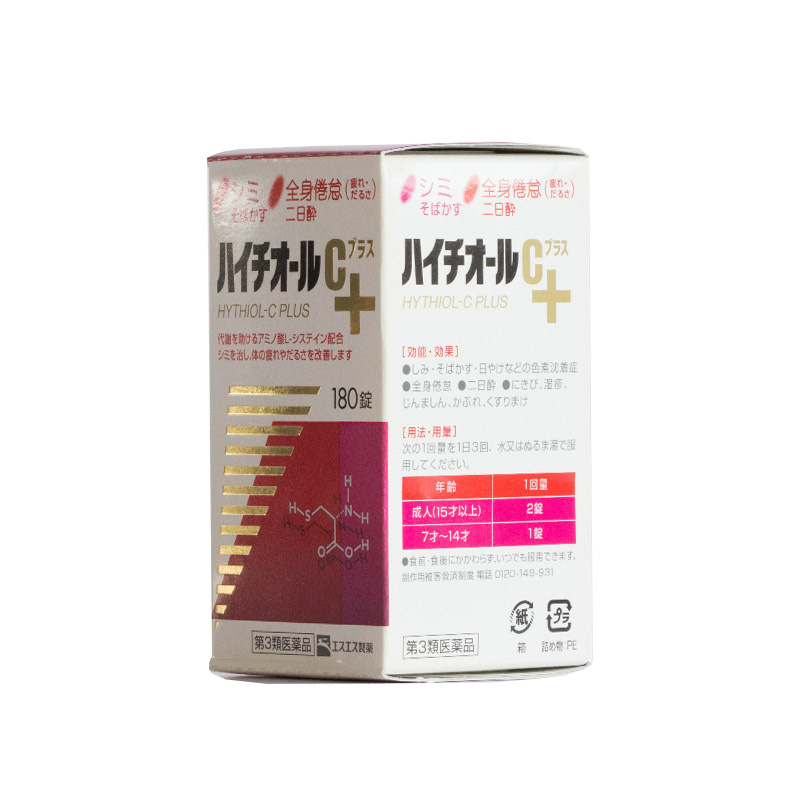 シミ
そばかす
全身倦怠(疲れ・だるさ)
二日酔
ハイチオールCプラス
+
HYTHIOL-C PLUS
代謝を助けるアミノ酸L-システイン配合
シミを治し、体の疲れやだるさを改善します
180錠
H
H
N
H
HS
O
O
H
第3類医薬品
エスエス製薬
シミ
そばかす
全身倦怠(疲れ・だるさ)
二日酔
ハイチオールCプラス
+
HYTHIOL-C PLUS
[効能・効果]
●しみ・そばかす・日やけなどの色素沈着症
●全身倦怠 ●二日酔 ●にきび、湿疹、
じんましん、かぶれ、くすりまけ
[用法・用量]
次の1回量を1日3回、水又はぬるま湯で服
用してください。
年齢 1回量
成人(15才以上) 2錠
7才〜14才 1錠
●食前・食後にかかわらず、いつでも服用できます。
副作用被害救済制度 電話 0120-149-931
紙
プラ
箱
詰め物:PE
第3類医薬品